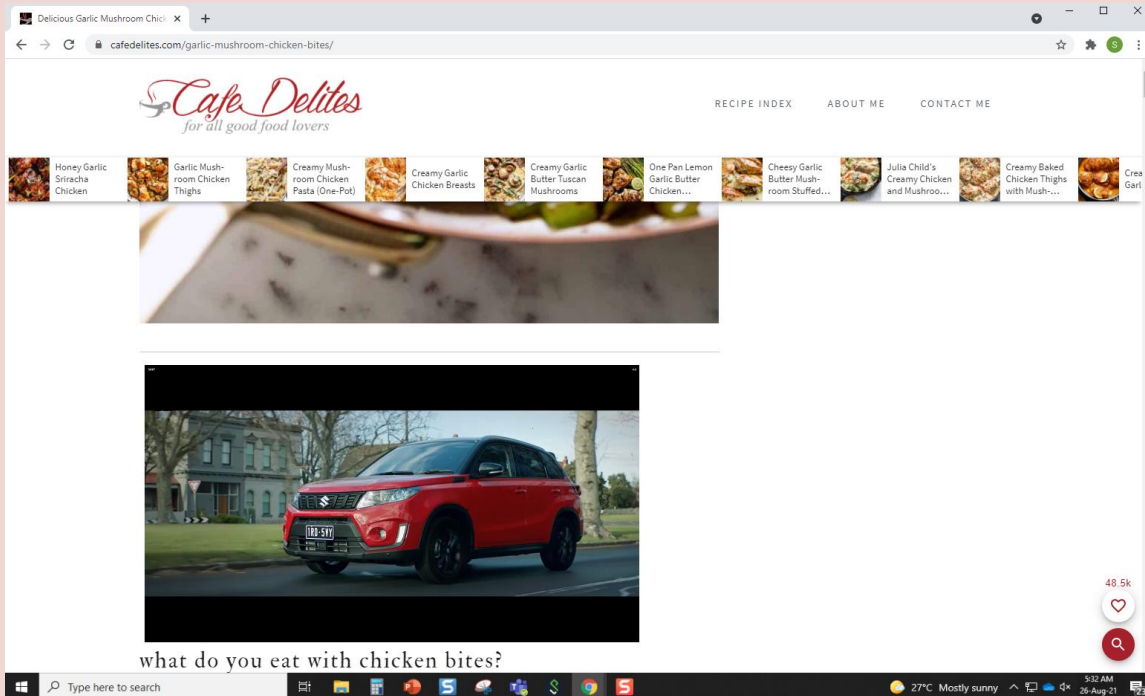 Delicious Garlic Mushroom Chick
cafedelites.com/garlic-mushroom-chicken-bites/
S
Cafe Delites
for all good food lovers
RECIPE INDEX ABOUT ME CONTACT ME
Honey Garlic
Sriracha
Chicken
Garlic Mush-
room Chicken
Thighs
Creamy Mush-
room Chicken
Pasta (One-Pot)
Creamy Garlic
Chicken Breasts
Creamy Garlic
Butter Tuscan
Mushrooms
One Pan Lemon
Garlic Butter
Chicken...
Cheesy Garlic
Butter Mush-
room Stuffed...
Julia Child's
Creamy Chicken
and Mushroo...
Creamy Baked
Chicken Thighs
with Mush-...
Crea
Garl
1RD·5VY
48.5k
what do you eat with chicken bites?
Type here to search
27°C Mostly sunny
5:32 AM
26-Aug-21